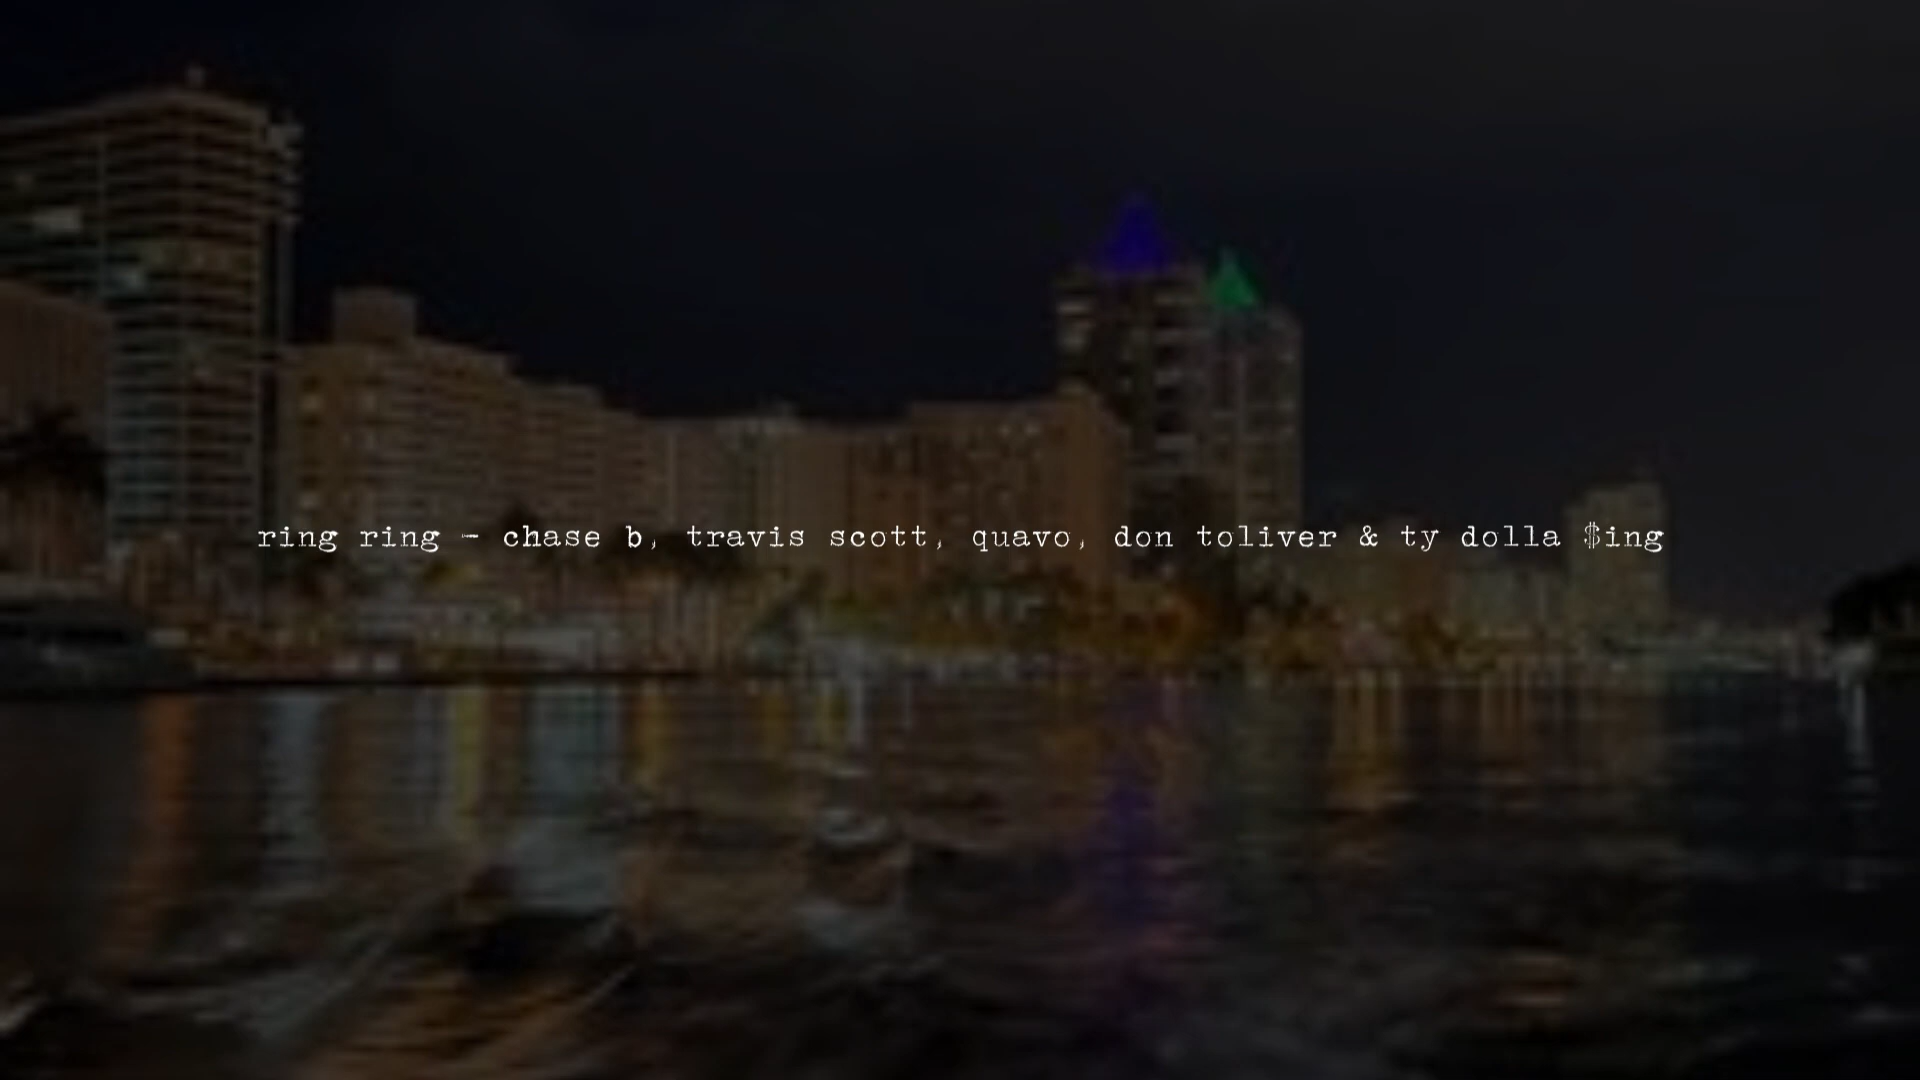 ring ring - chase b, travis scott, quavo, don toliver & ty dolla $ing